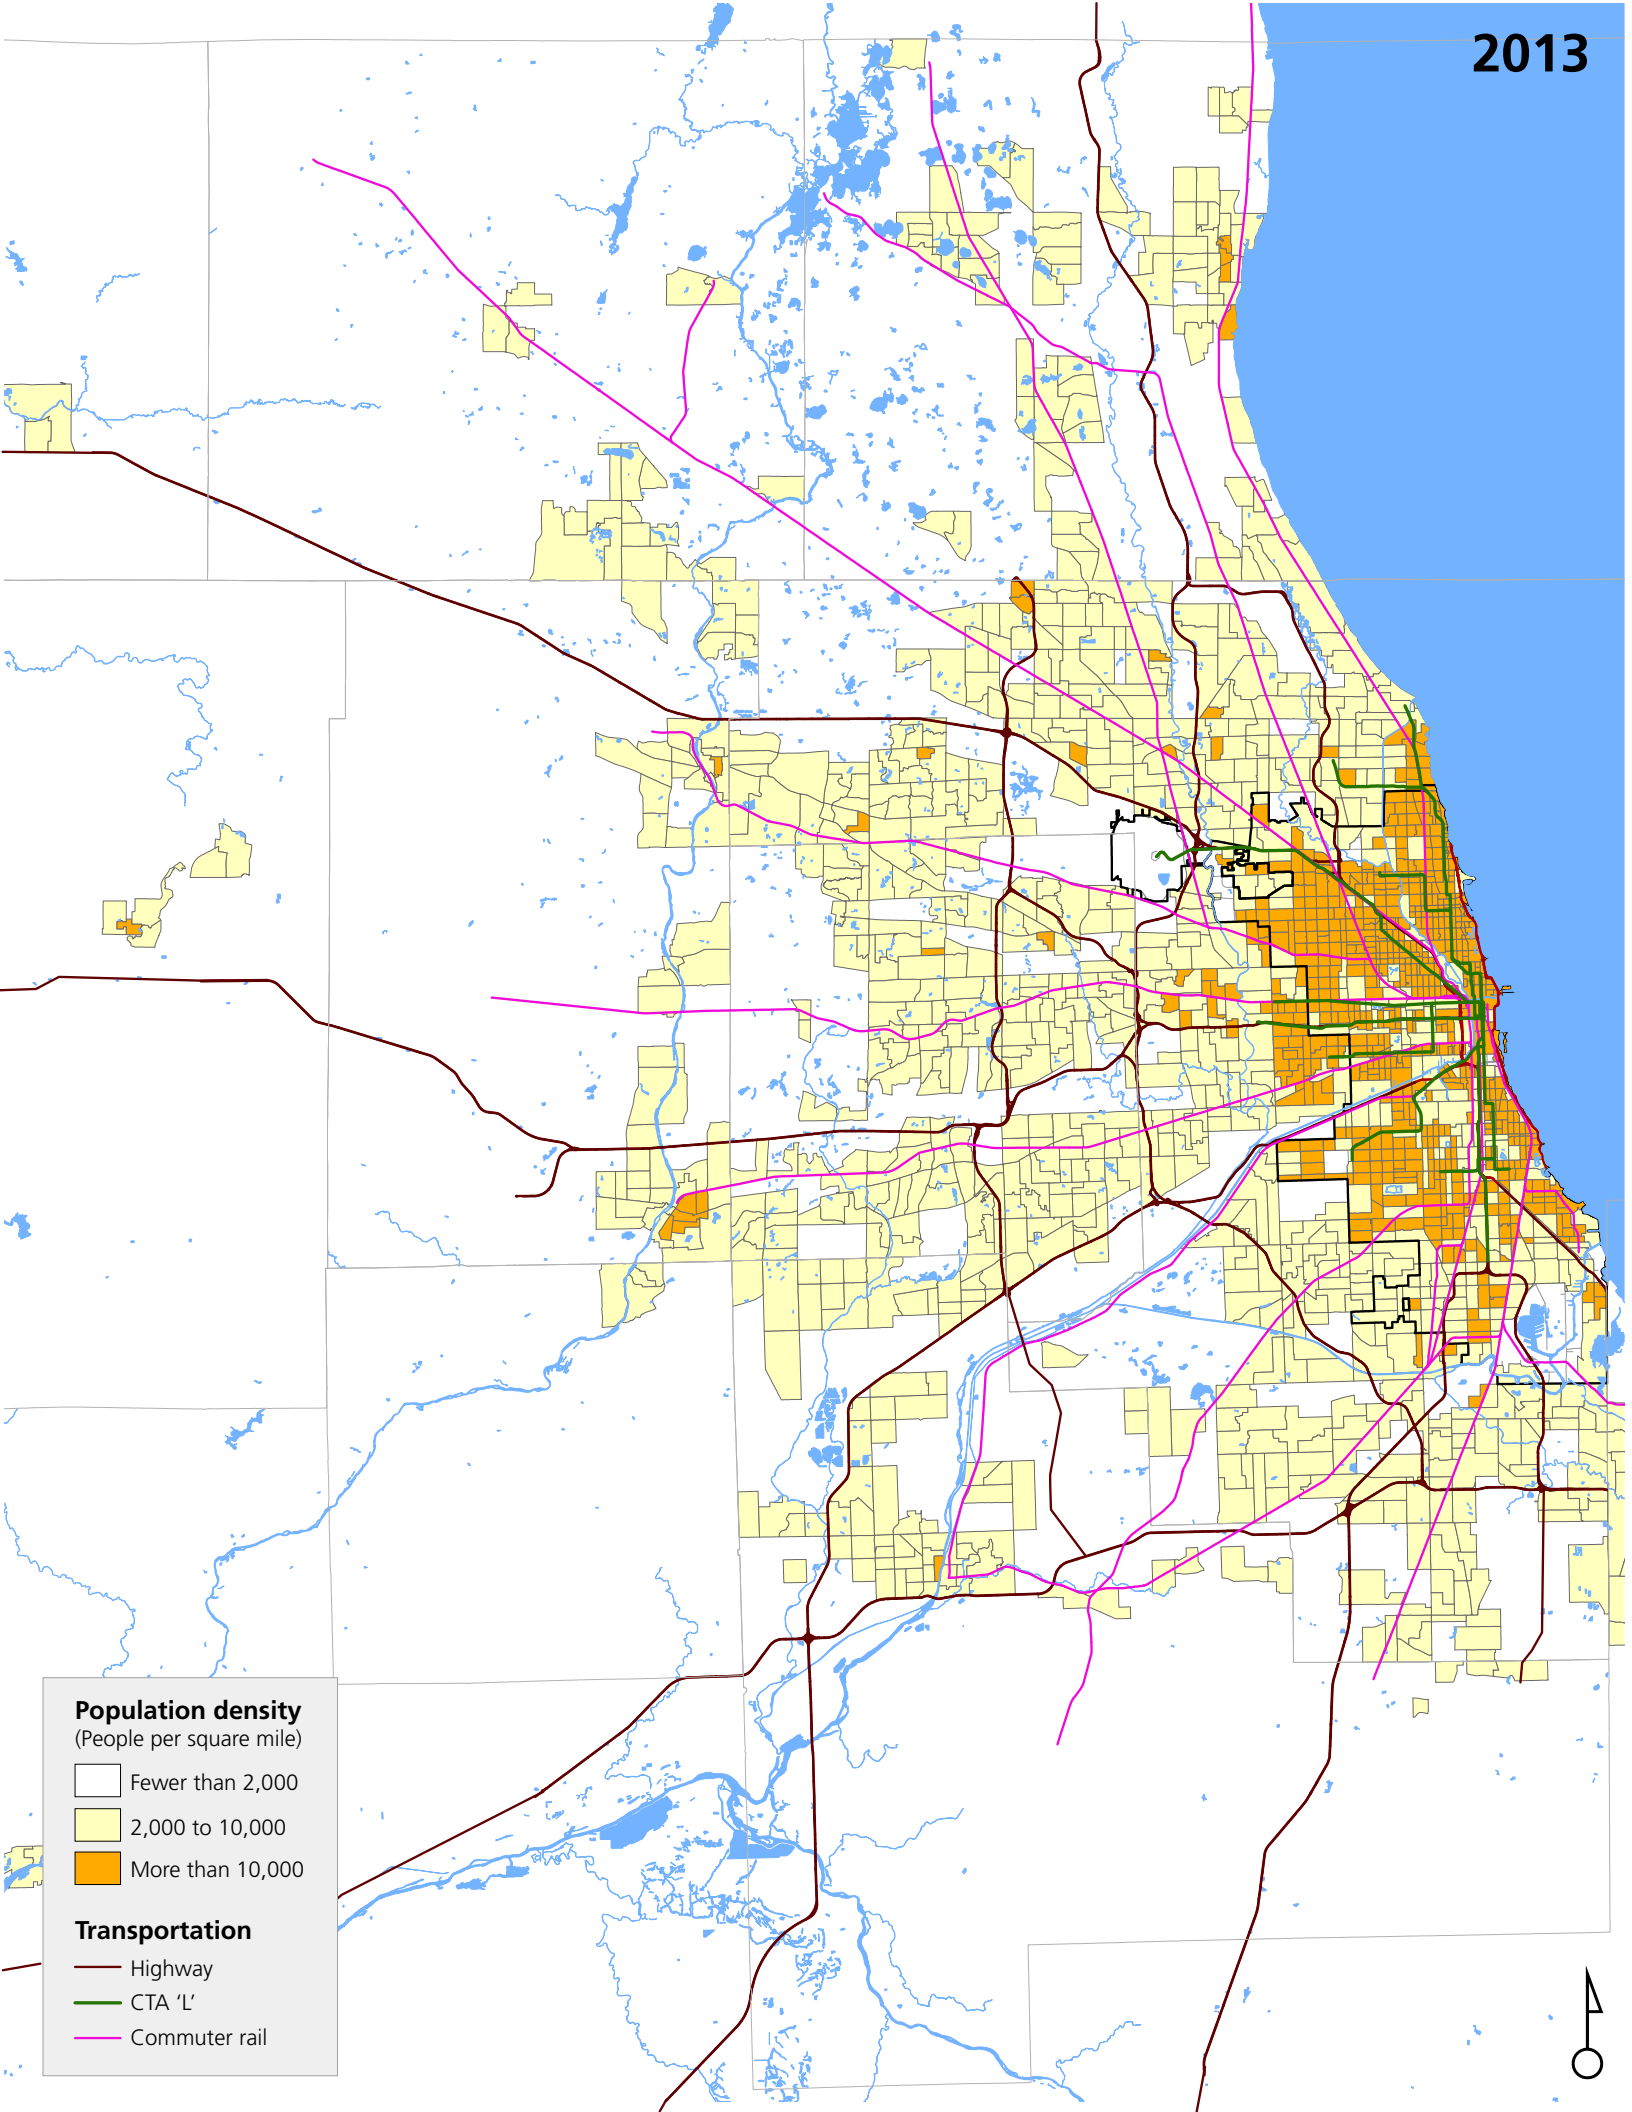 2013
Population density
(People per square mile)
Fewer than 2,000
2,000 to 10,000
More than 10,000
Transportation
Highway
CTA ‘L’
Commuter rail